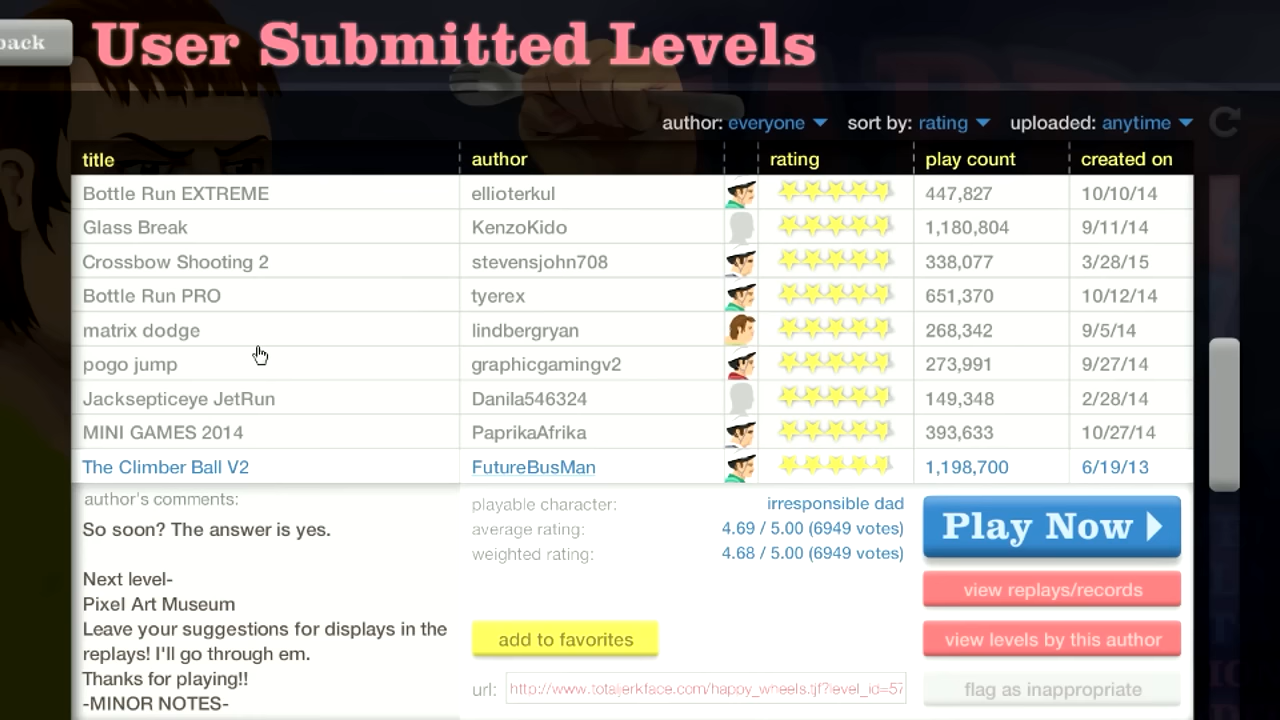 back
User Submitted Levels
author: everyone sort by: rating uploaded: anytime
title author rating play count created on
Bottle Run EXTREME ellioterkul 447,827 10/10/14
Glass Break KenzoKido 1,180,804 9/11/14
Crossbow Shooting 2 stevensjohn708 338,077 3/28/15
Bottle Run PRO tyerex 651,370 10/12/14
matrix dodge lindbergryan 268,342 9/5/14
pogo jump graphicgamingv2 273,991 9/27/14
Jacksepticeye JetRun Danila546324 149,348 2/28/14
MINI GAMES 2014 PaprikaAfrika 393,633 10/27/14
The Climber Ball V2 FutureBusMan 1,198,700 6/19/13
author's comments:
So soon? The answer is yes.
Next level-
Pixel Art Museum
Leave your suggestions for displays in the
replays! I'll go through em.
Thanks for playing!!
-MINOR NOTES-
playable character: irresponsible dad
average rating: 4.69 / 5.00 (6949 votes)
weighted rating: 4.68 / 5.00 (6949 votes)
add to favorites
url: http://www.totaljerkface.com/happy_wheels.tjf?level_id=57
Play Now
view replays/records
view levels by this author
flag as inappropriate